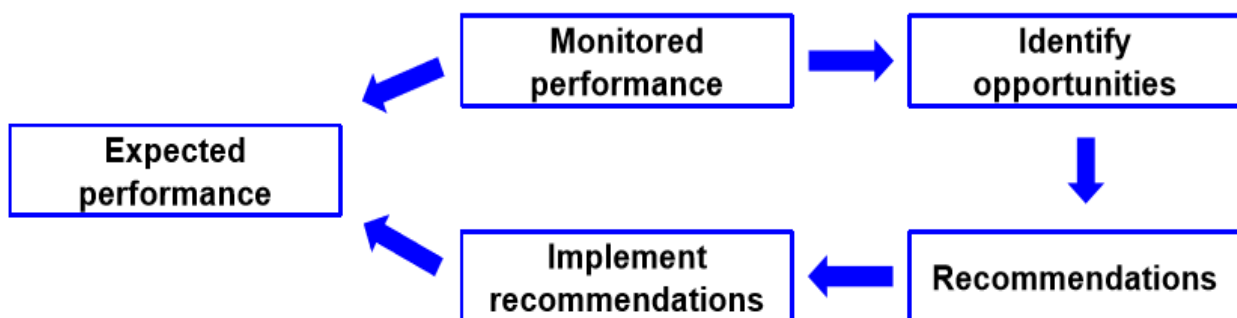 Monitored
performance
Identify
opportunities
Expected
performance
Implement
recommendations
Recommendations